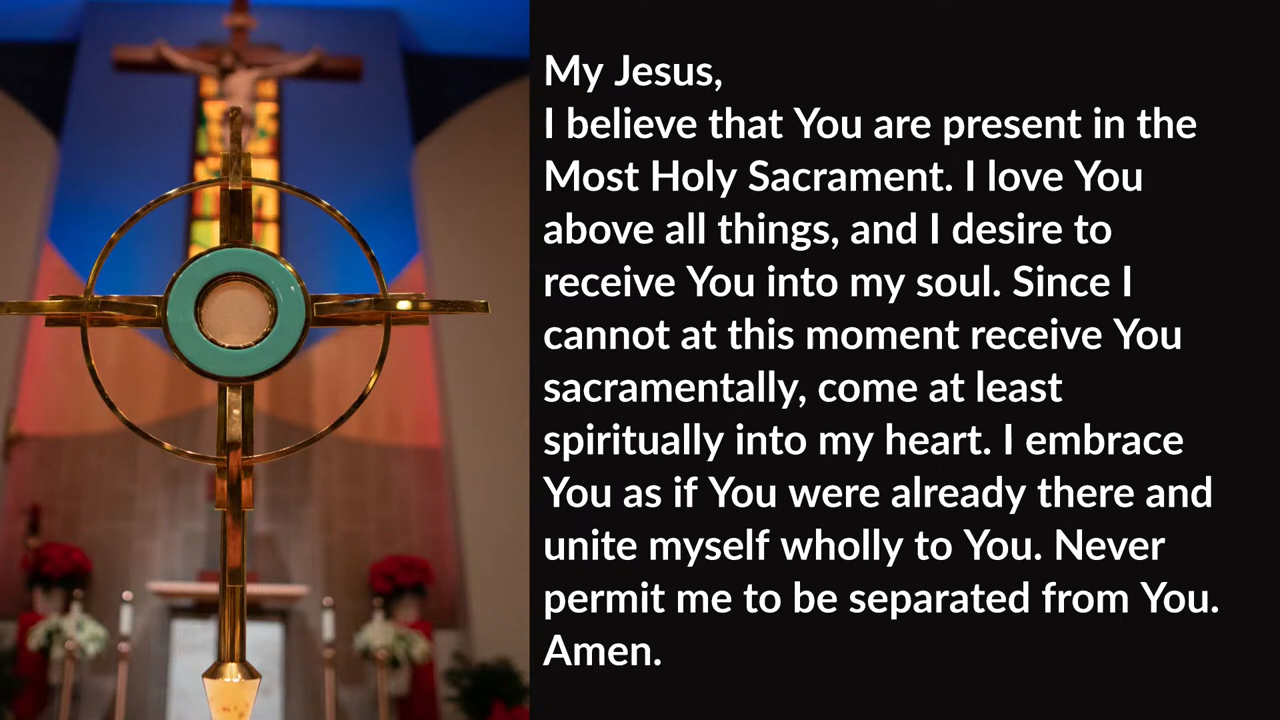 My Jesus,
I believe that You are present in the
Most Holy Sacrament. I love You
above all things, and I desire to
receive You into my soul. Since I
cannot at this moment receive You
sacramentally, come at least
spiritually into my heart. I embrace
You as if You were already there and
unite myself wholly to You. Never
permit me to be separated from You.
Amen.